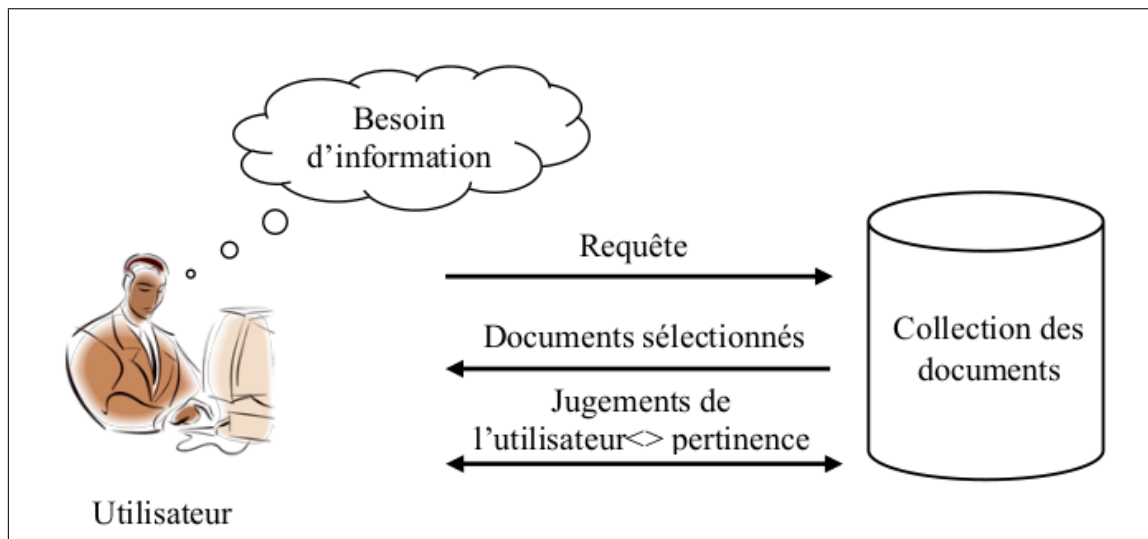 Besoin
d’information
Requête
Documents sélectionnés
Collection des
documents
Jugements de
l’utilisateur<> pertinence
Utilisateur